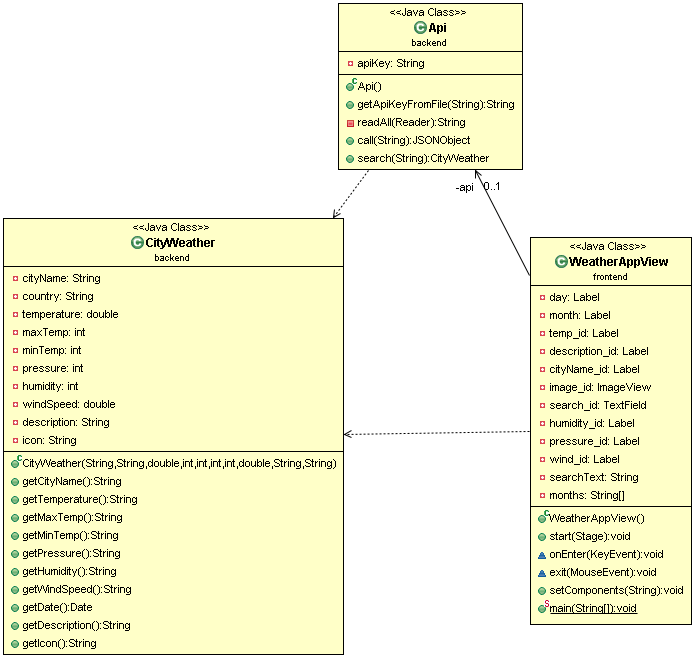 <<Java Class>>
Api
backend
apiKey: String
Api()
getApiKeyFromFile(String):String
readAll(Reader):String
call(String):JSONObject
search(String):CityWeather
-api 0..1
<<Java Class>>
CityWeather
backend
cityName: String
country: String
temperature: double
maxTemp: int
minTemp: int
pressure: int
humidity: int
windSpeed: double
description: String
icon: String
CityWeather(String,String,double,int,int,int,int,double,String,String)
getCityName():String
getTemperature():String
getMaxTemp():String
getMinTemp():String
getPressure():String
getHumidity():String
getWindSpeed():String
getDate():Date
getDescription():String
getIcon():String
<<Java Class>>
WeatherAppView
frontend
day: Label
month: Label
temp_id: Label
description_id: Label
cityName_id: Label
image_id: ImageView
search_id: TextField
humidity_id: Label
pressure_id: Label
wind_id: Label
searchText: String
months: String[]
WeatherAppView()
start(Stage):void
onEnter(KeyEvent):void
exit(MouseEvent):void
setComponents(String):void
main(String[]):void